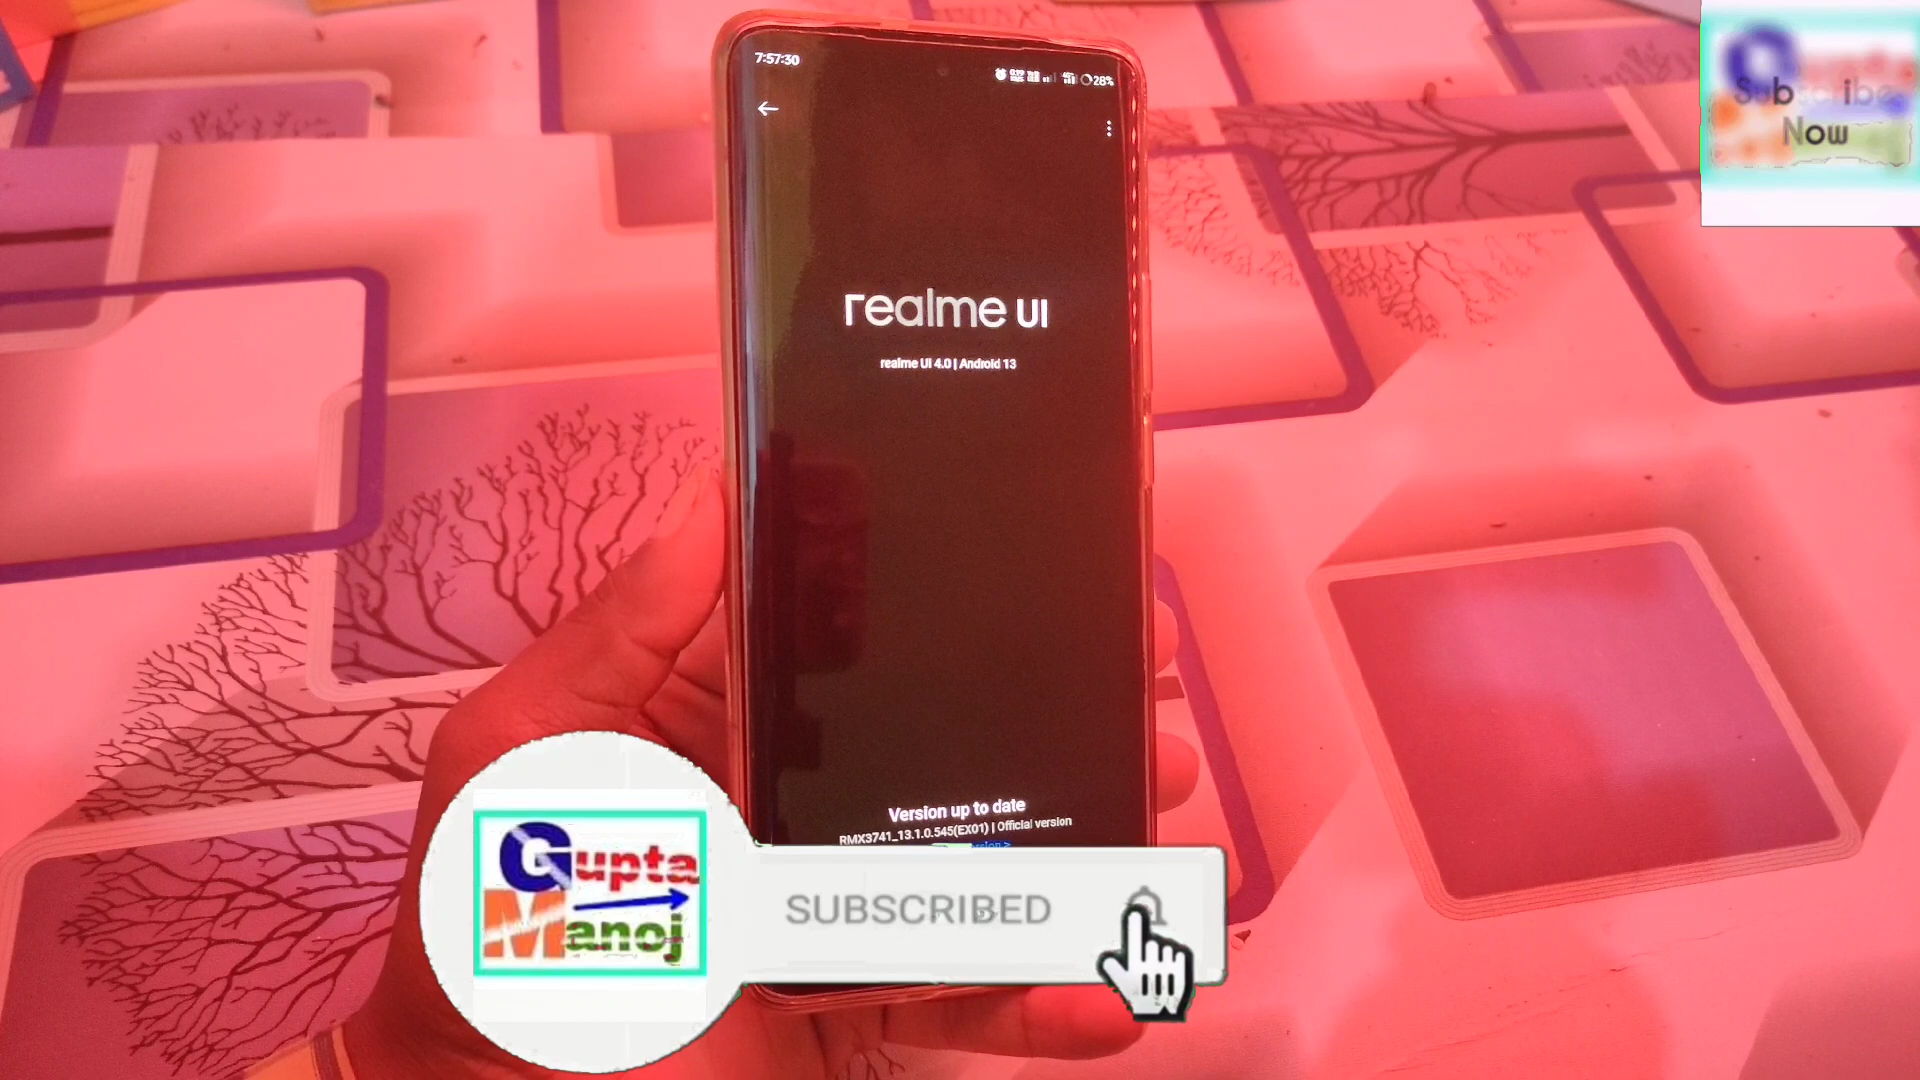 7:57:30
28%
Subscribe
Now
realme UI
realme UI 4.0 | Android 13
Version up to date
RMX3741_13.1.0.545(EX01) | Official version
Gupta
Manoj
SUBSCRIBED